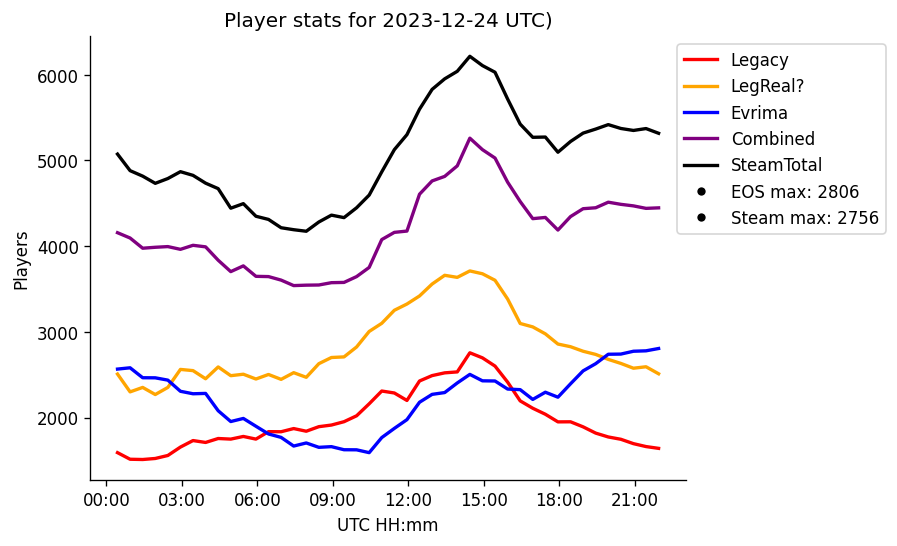 Player stats for 2023-12-24 UTC)
Players
6000
5000
4000
3000
2000
00:00 03:00 06:00 09:00 12:00 15:00 18:00 21:00
UTC HH:mm
Legacy
LegReal?
Evrima
Combined
SteamTotal
EOS max: 2806
Steam max: 2756